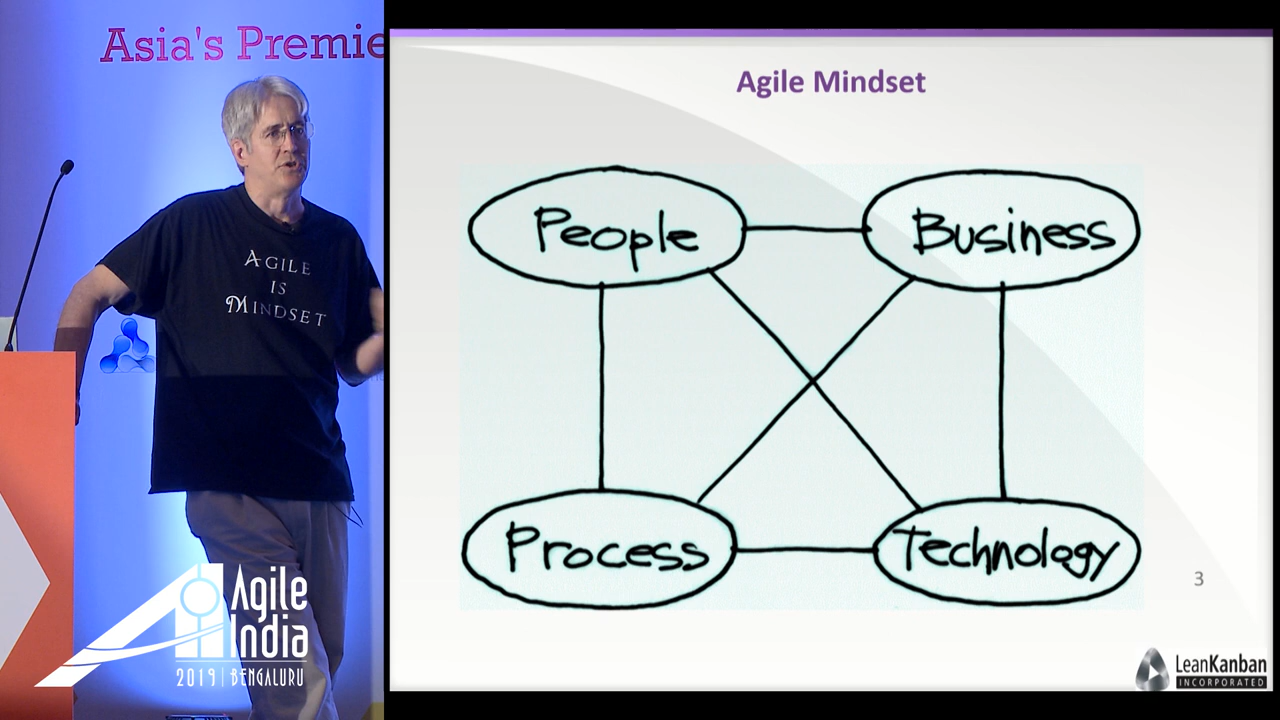 Asia's Premie
AGILE
IS
MINDSET
Agile
India
2019 | BENGALURU
Agile Mindset
People
Business
Process
Technology
3
LeanKanban
INCORPORATED